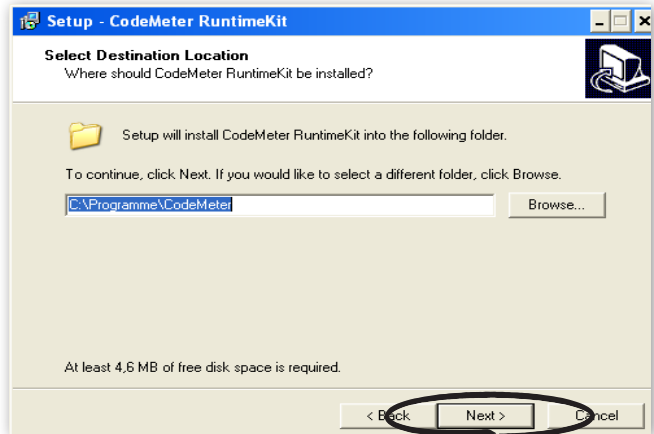 Setup - CodeMeter RuntimeKit
Select Destination Location
Where should CodeMeter RuntimeKit be installed?
Setup will install CodeMeter RuntimeKit into the following folder.
To continue, click Next. If you would like to select a different folder, click Browse.
C:\Programme\CodeMeter
Browse...
At least 4,6 MB of free disk space is required.
< Back Next > Cancel